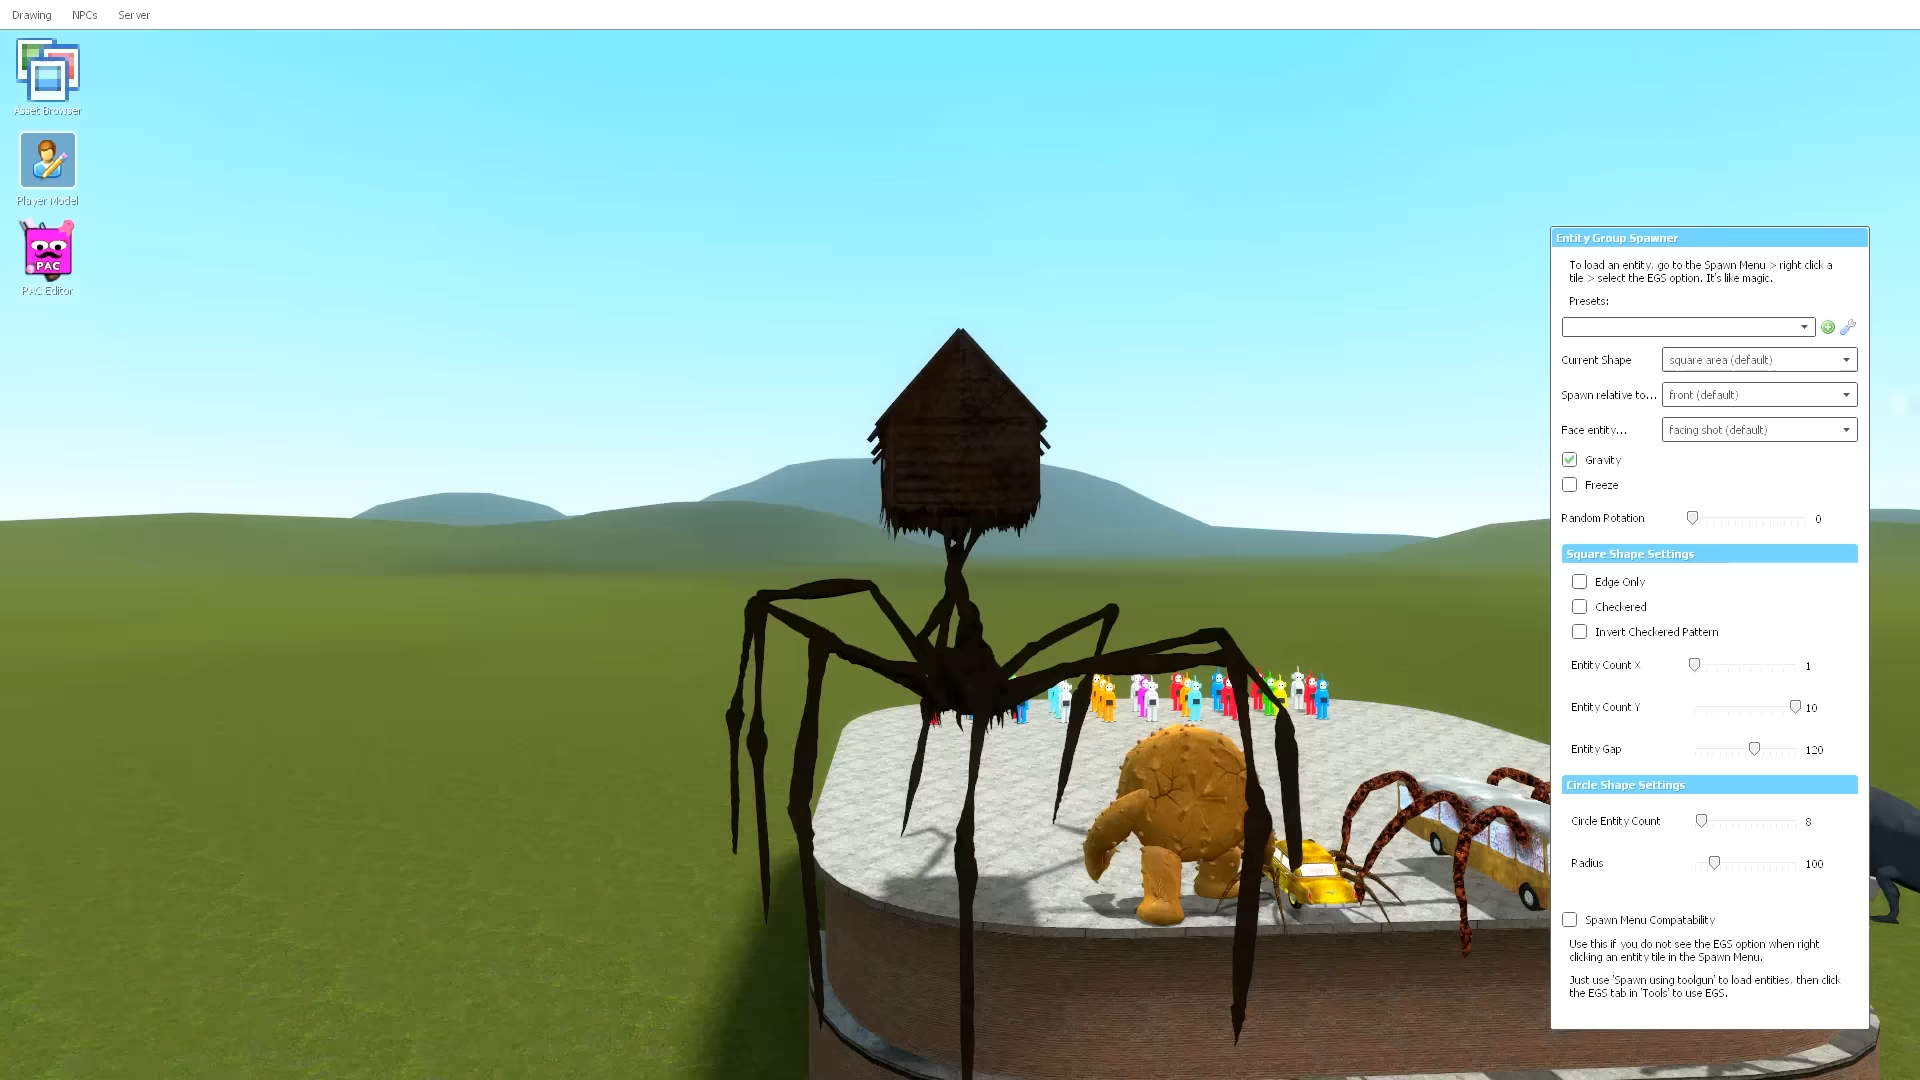 Drawing NPCs Server
Asset Browser
Player Model
PAC
PAC Editor
Entity Group Spawner
To load an entity, go to the Spawn Menu > right click a
tile > select the EGS option. It's like magic.
Presets:
Current Shape square area (default)
Spawn relative to... front (default)
Face entity... facing shot (default)
Gravity
Freeze
Random Rotation 0
Square Shape Settings
Edge Only
Checkered
Invert Checkered Pattern
Entity Count X 1
Entity Count Y 10
Entity Gap 120
Circle Shape Settings
Circle Entity Count 8
Radius 100
Spawn Menu Compatability
Use this if you do not see the EGS option when right
clicking an entity tile in the Spawn Menu.
Just use 'Spawn using toolgun' to load entities, then click
the EGS tab in 'Tools' to use EGS.